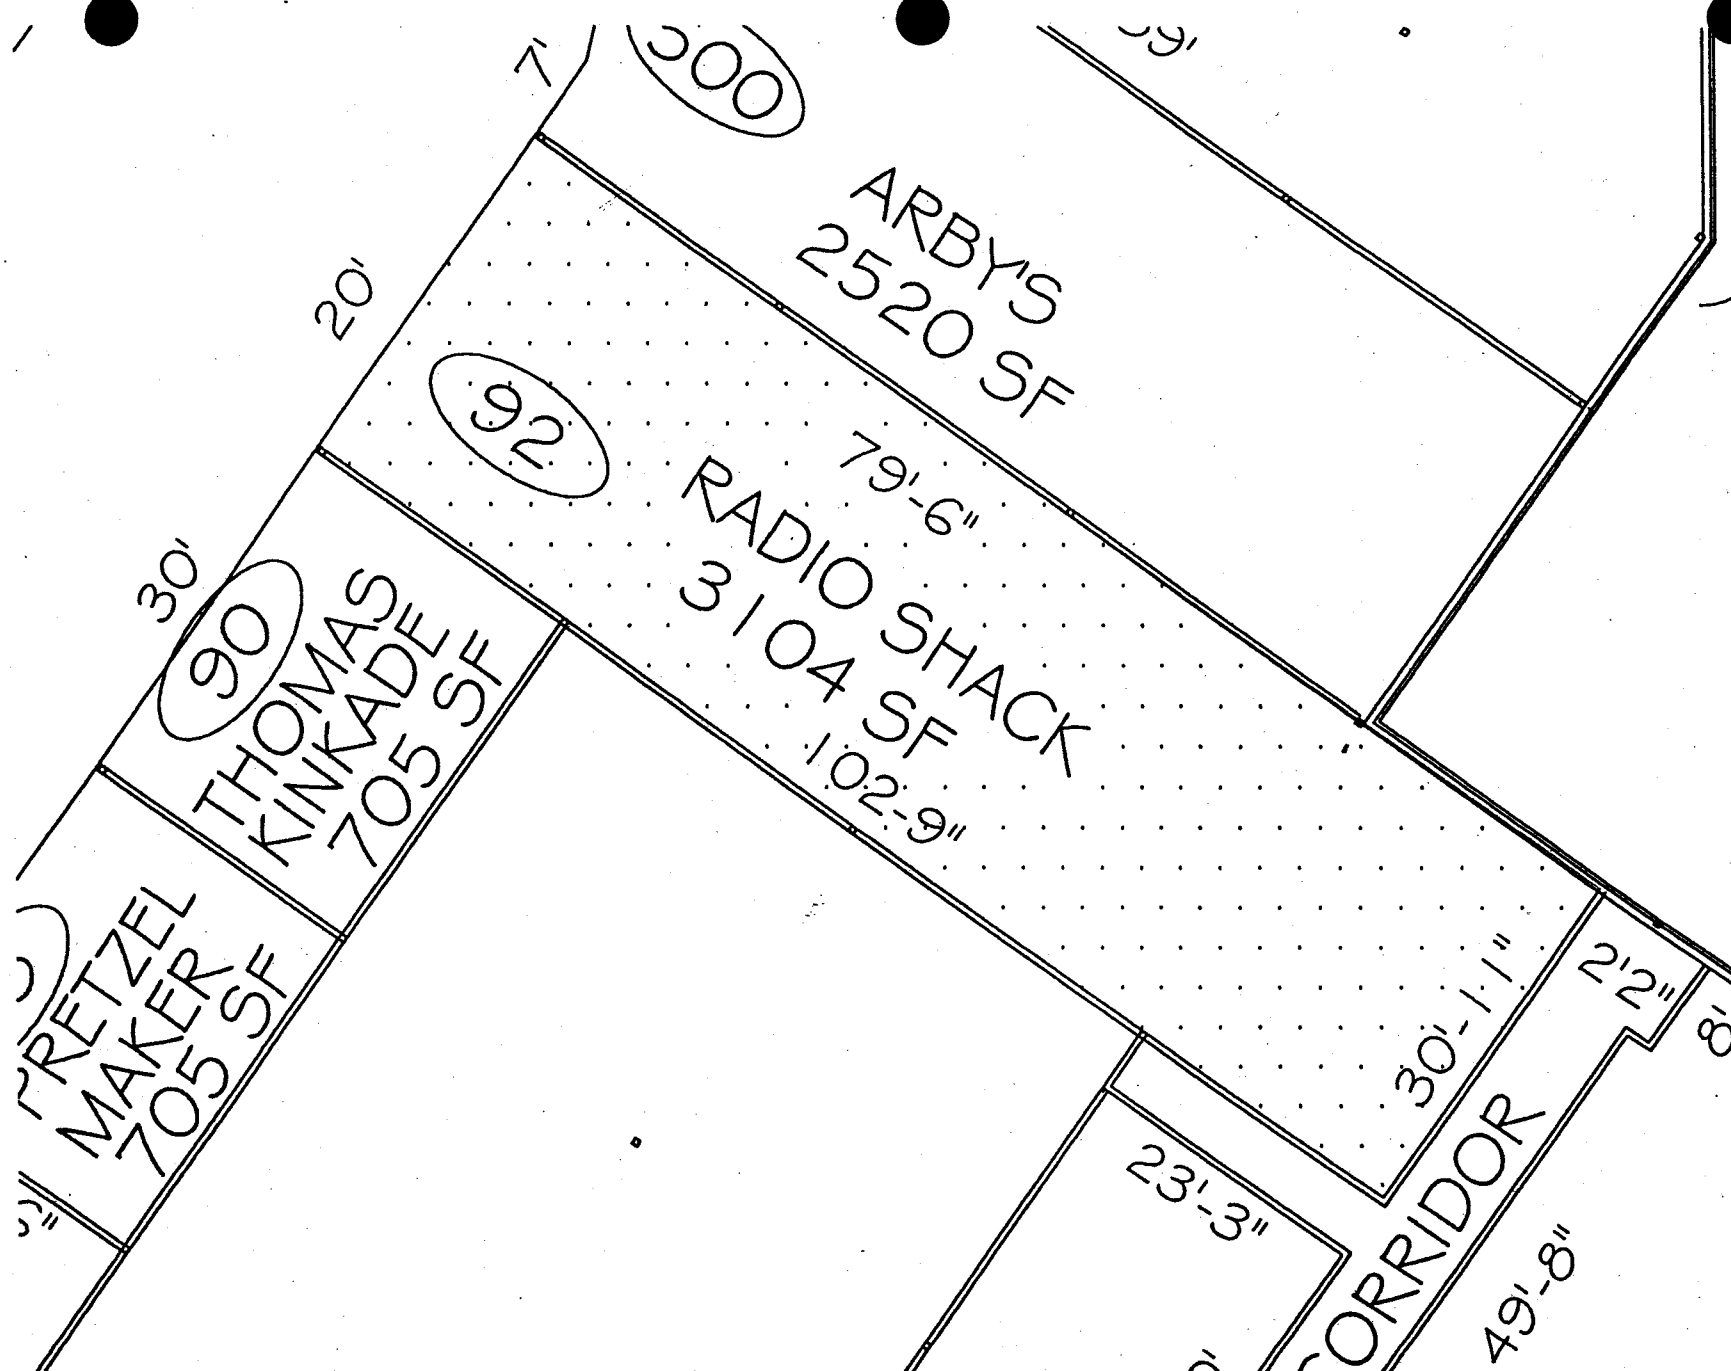 7'
ARBY'S
2520 SF
20'
92
79'-6"
RADIO SHACK
3104 SF
102-9"
30'
90
THOMAS
KINKADE
705 SF
PRETZEL
MAKER
705 SF
30'-11"
2'2"
8'
23'-3"
CORRIDOR
49'-8"